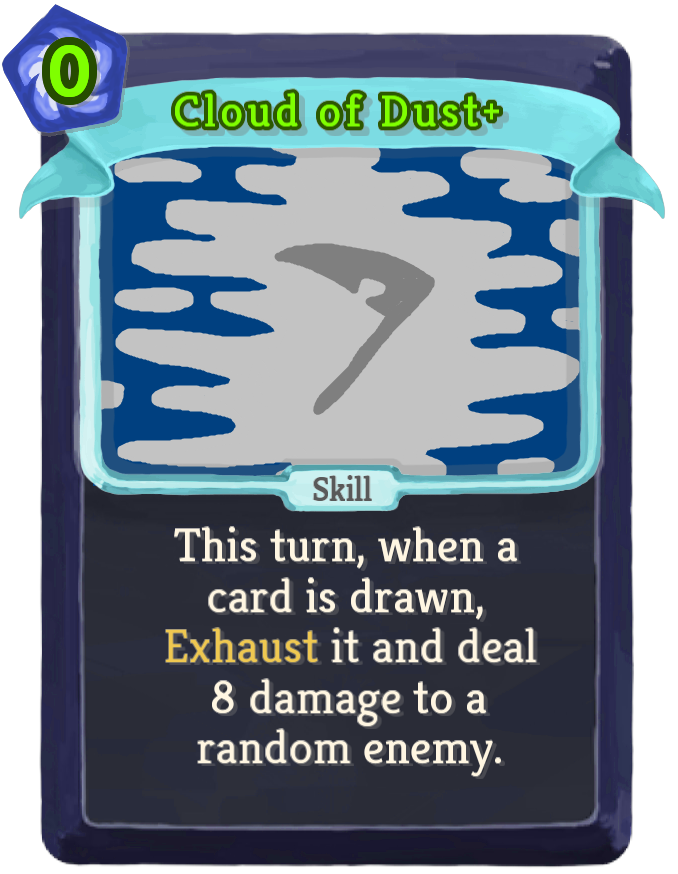 0
Cloud of Dust+
Skill
This turn, when a
card is drawn,
Exhaust it and deal
8 damage to a
random enemy.